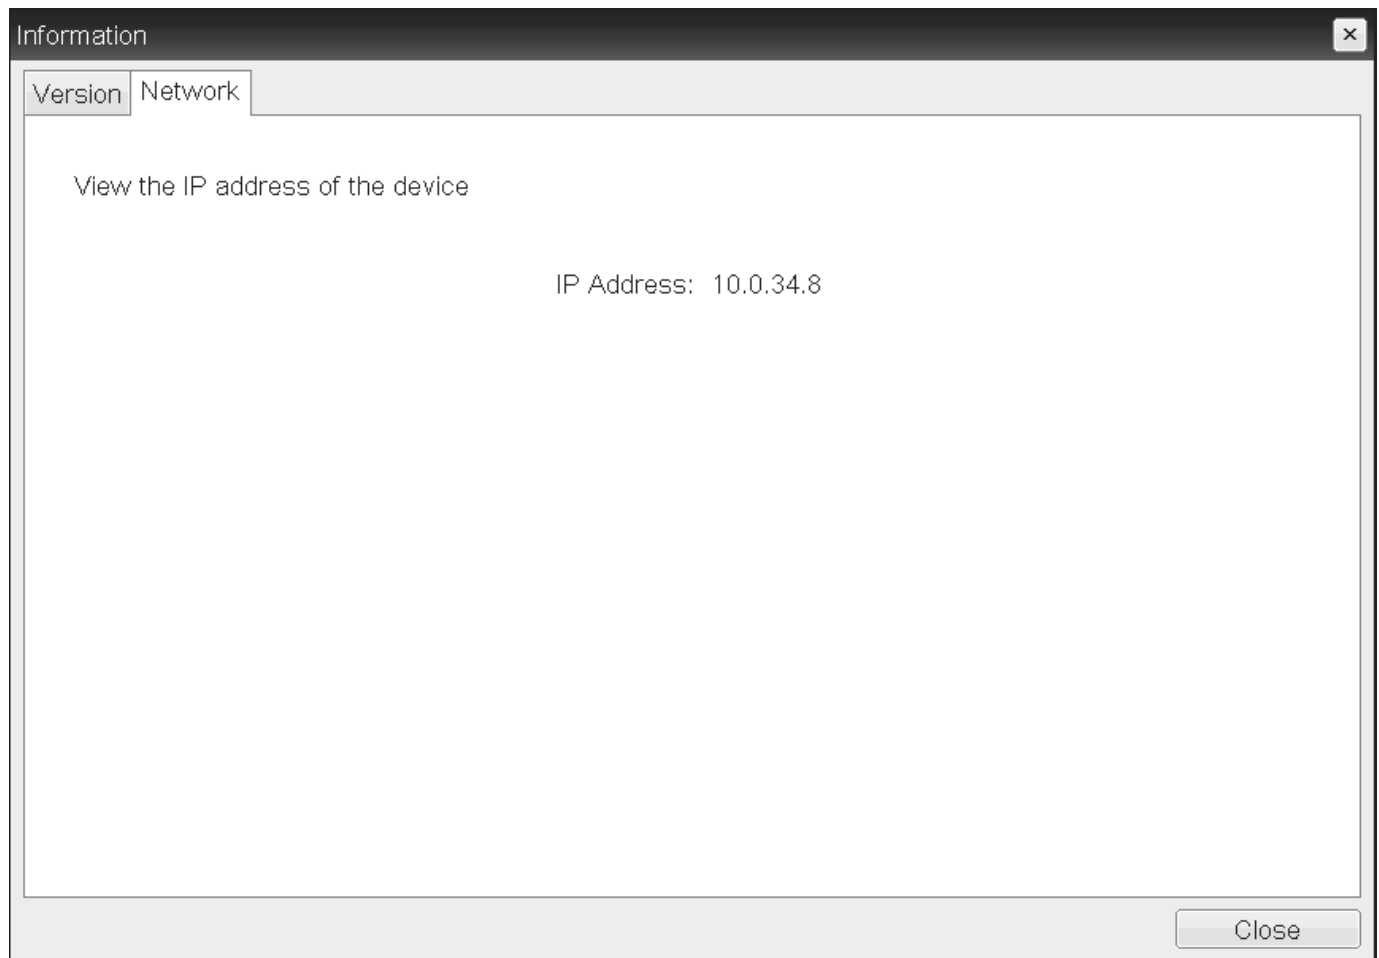 Information
Version Network
View the IP address of the device
IP Address: 10.0.34.8
Close